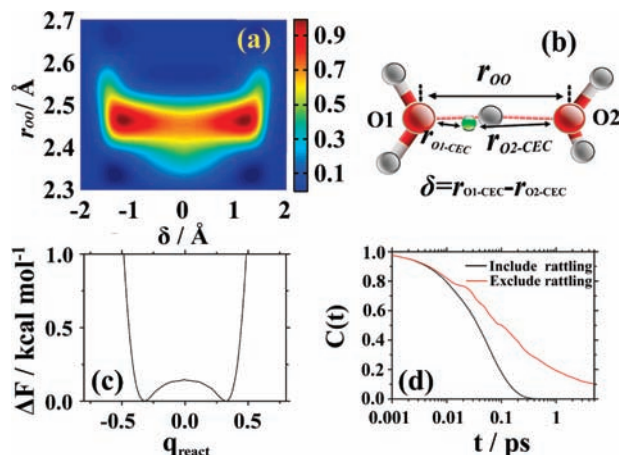 2.7
2.6
2.5
2.4
2.3
r_OO/ Å
(a)
-2 -1 0 1 2
δ / Å
0.9
0.7
0.5
0.3
0.1
(b)
r_OO
O1
O2
r_O1-CEC
r_O2-CEC
δ=r_O1-CEC-r_O2-CEC
1.0
0.5
0.0
ΔF / kcal mol⁻¹
(c)
-0.5 0.0 0.5
q_react
1.0
0.8
0.6
0.4
0.2
0.0
C(t)
Include rattling
Exclude rattling
(d)
0.001 0.01 0.1 1
t / ps